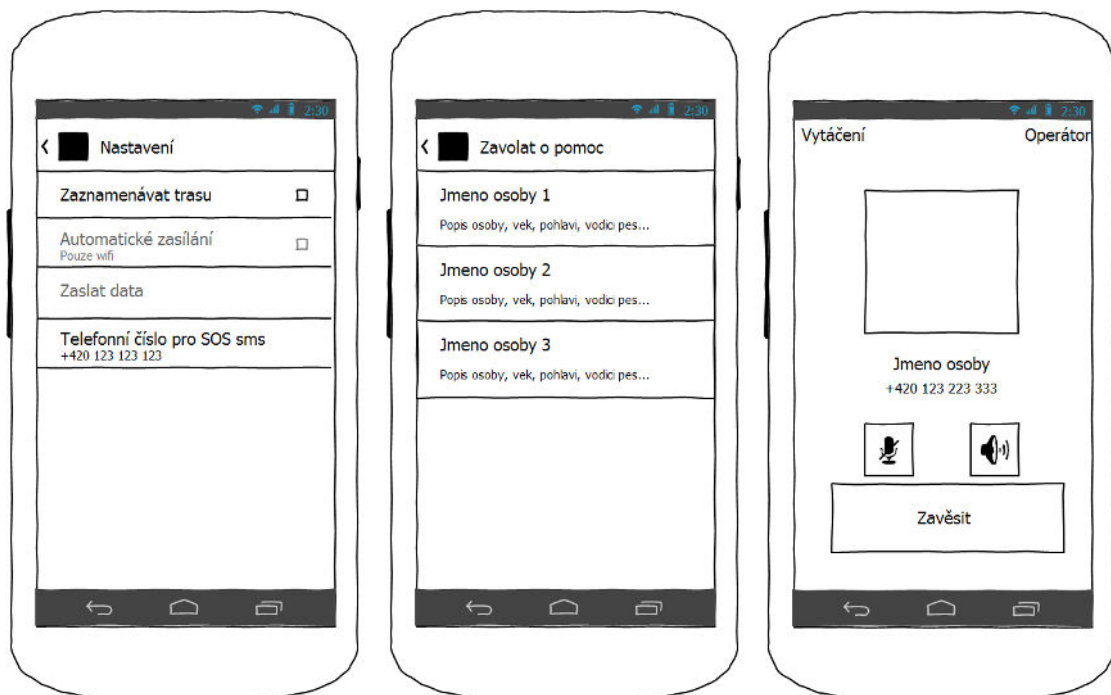 2:30
Nastavení
Zaznamenávat trasu
Automatické zasílání
Pouze wifi
Zaslat data
Telefonní číslo pro SOS sms
+420 123 123 123
2:30
Zavolat o pomoc
Jmeno osoby 1
Popis osoby, vek, pohlavi, vodici pes...
Jmeno osoby 2
Popis osoby, vek, pohlavi, vodici pes...
Jmeno osoby 3
Popis osoby, vek, pohlavi, vodici pes...
2:30
Vytáčení Operátor
Jmeno osoby
+420 123 223 333
Zavěsit